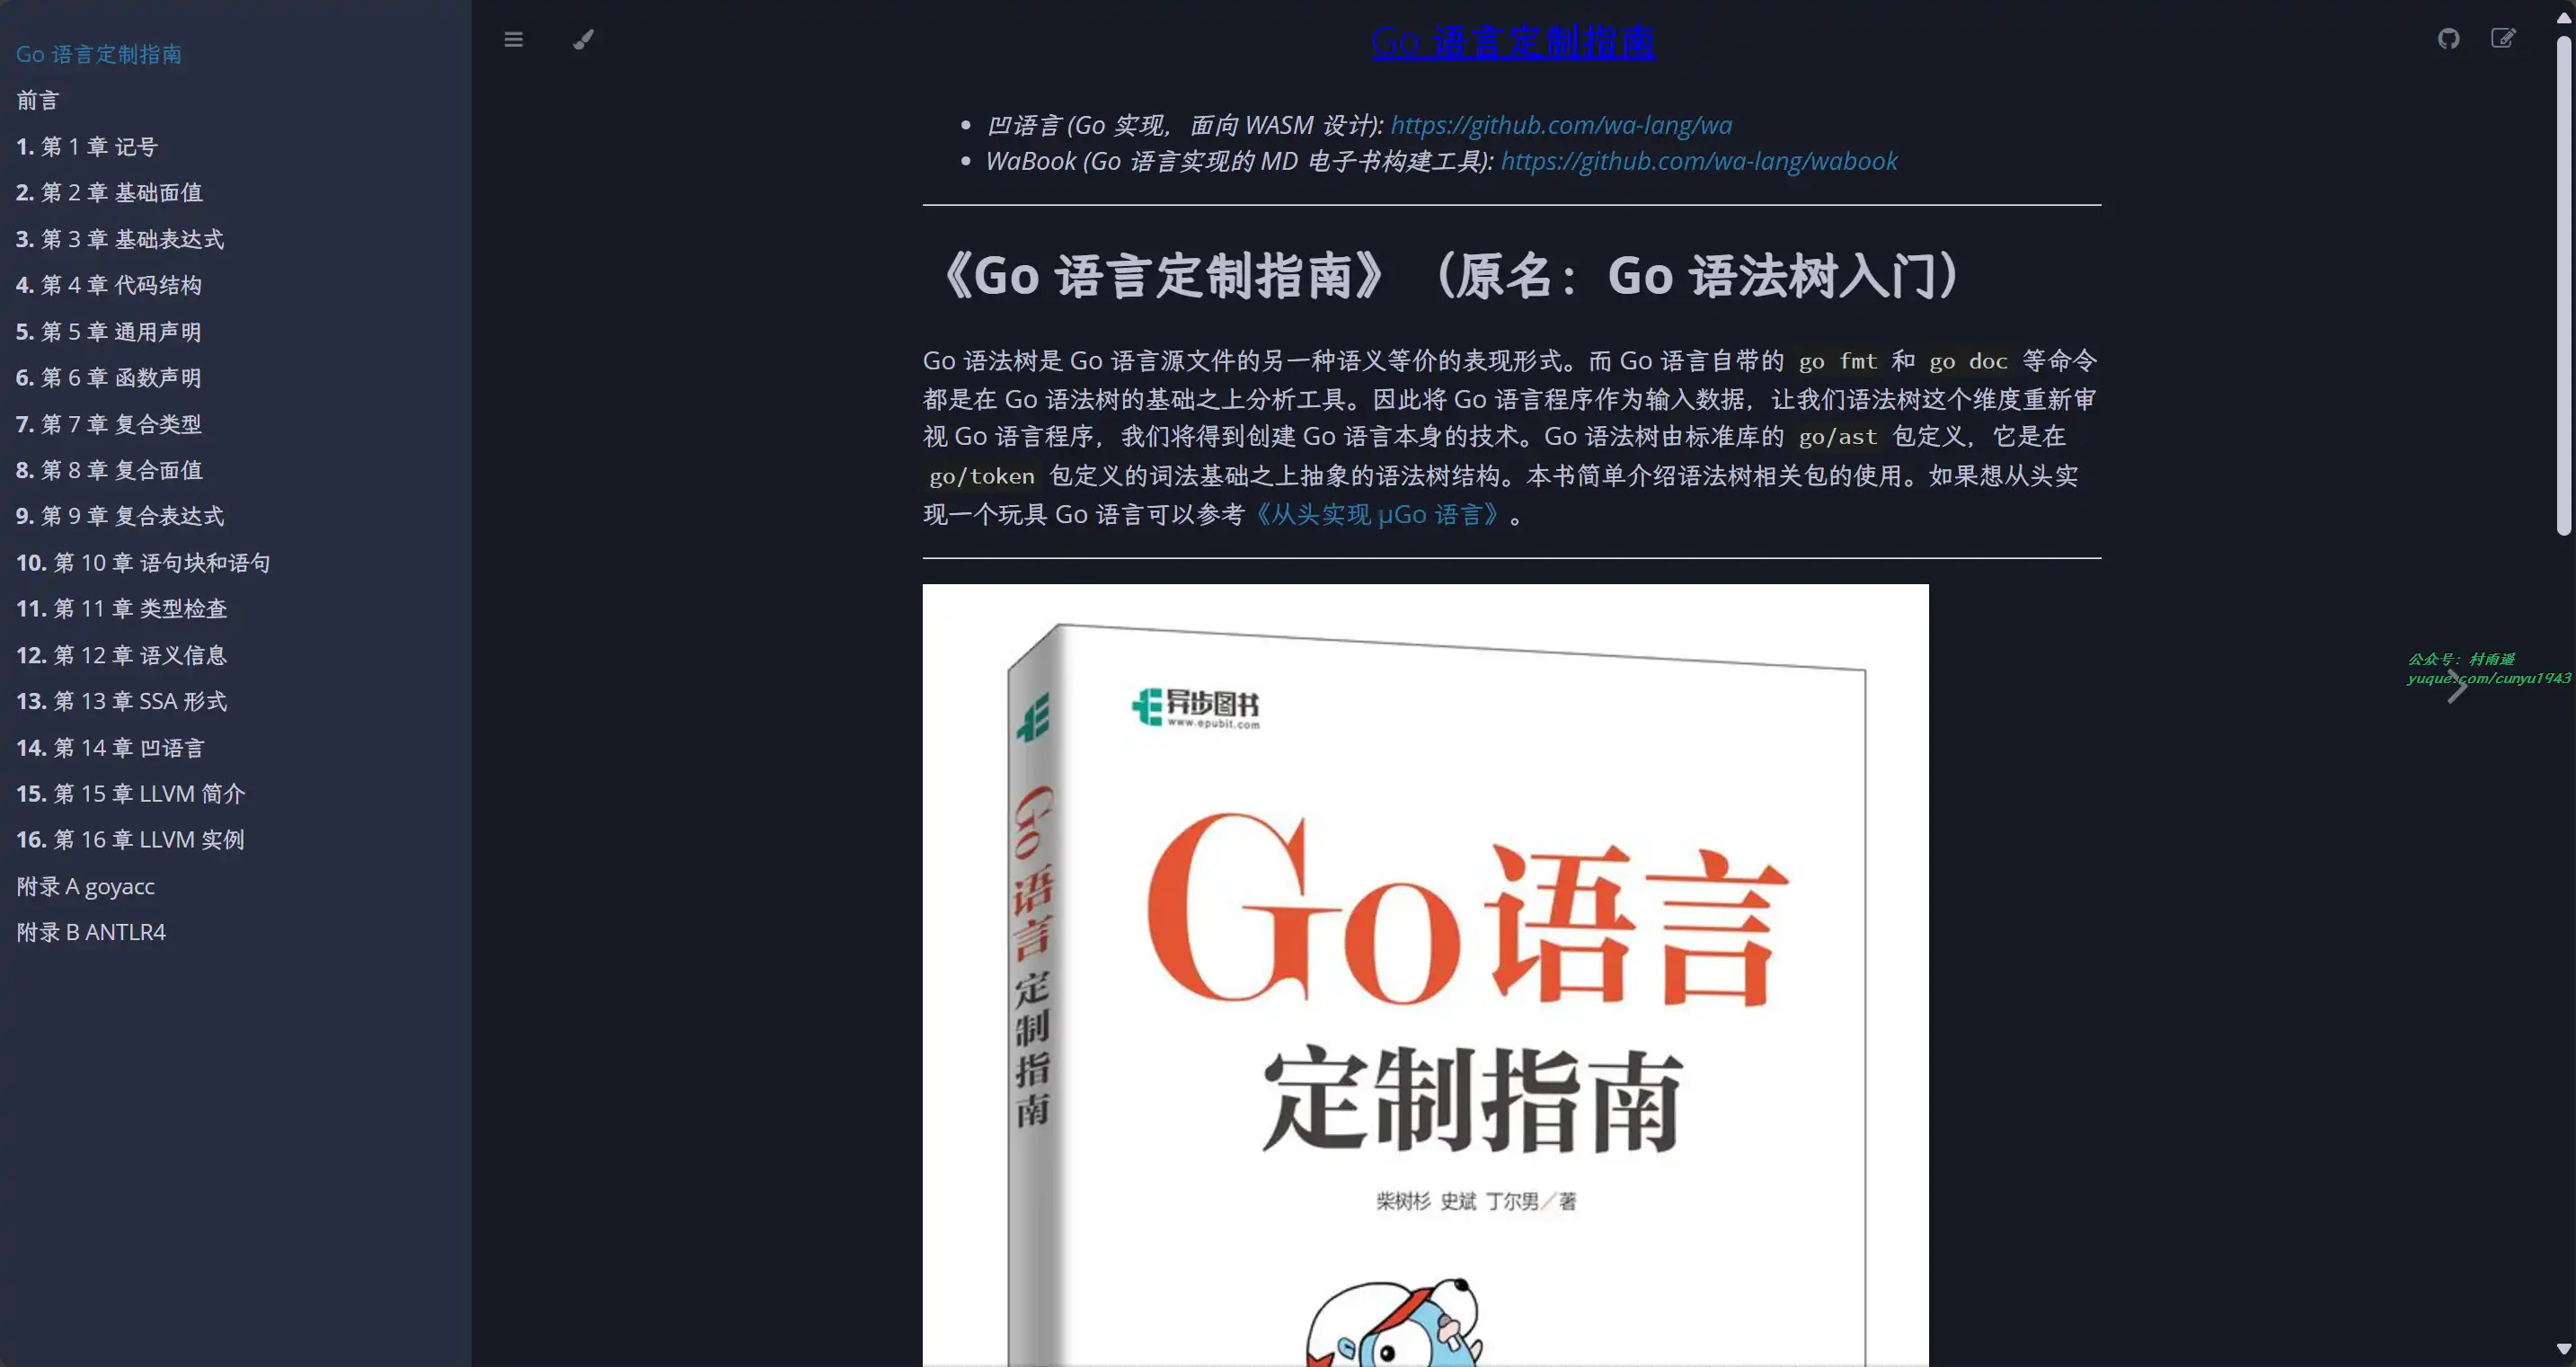 Go 语言定制指南
前言
1. 第 1 章 记号
2. 第 2 章 基础面值
3. 第 3 章 基础表达式
4. 第 4 章 代码结构
5. 第 5 章 通用声明
6. 第 6 章 函数声明
7. 第 7 章 复合类型
8. 第 8 章 复合面值
9. 第 9 章 复合表达式
10. 第 10 章 语句块和语句
11. 第 11 章 类型检查
12. 第 12 章 语义信息
13. 第 13 章 SSA 形式
14. 第 14 章 凹语言
15. 第 15 章 LLVM 简介
16. 第 16 章 LLVM 实例
附录 A goyacc
附录 B ANTLR4
Go 语言定制指南
凹语言 (Go 实现，面向 WASM 设计): https://github.com/wa-lang/wa
WaBook (Go 语言实现的 MD 电子书构建工具): https://github.com/wa-lang/wabook
《Go 语言定制指南》（原名：Go 语法树入门）
Go 语法树是 Go 语言源文件的另一种语义等价的表现形式。而 Go 语言自带的 go fmt 和 go doc 等命令
都是在 Go 语法树的基础之上分析工具。因此将 Go 语言程序作为输入数据，让我们语法树这个维度重新审
视 Go 语言程序，我们将得到创建 Go 语言本身的技术。Go 语法树由标准库的 go/ast 包定义，它是在
go/token 包定义的词法基础之上抽象的语法树结构。本书简单介绍语法树相关包的使用。如果想从头实
现一个玩具 Go 语言可以参考《从头实现 µGo 语言》。
异步图书
www.epubit.com
Go语言
定制指南
柴树杉 史斌 丁尔男／著
Go语言定制指南
公众号：村雨遥
yuque.com/cunyu1943